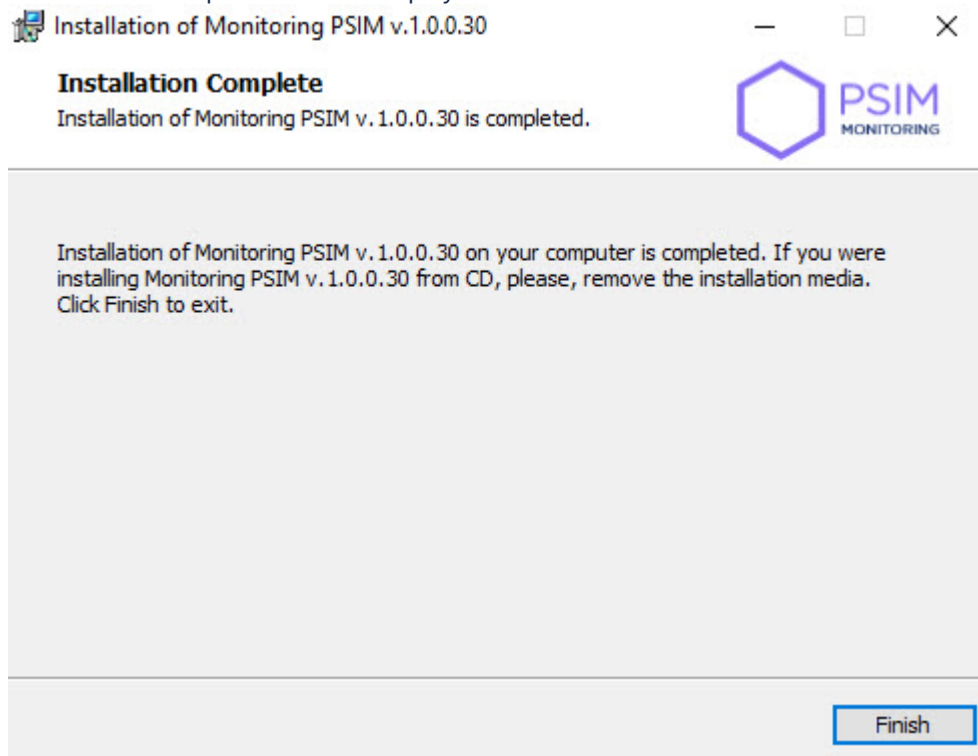 Installation of Monitoring PSIM v.1.0.0.30
Installation Complete
Installation of Monitoring PSIM v.1.0.0.30 is completed.
PSIM
MONITORING
Installation of Monitoring PSIM v.1.0.0.30 on your computer is completed. If you were
installing Monitoring PSIM v.1.0.0.30 from CD, please, remove the installation media.
Click Finish to exit.
Finish